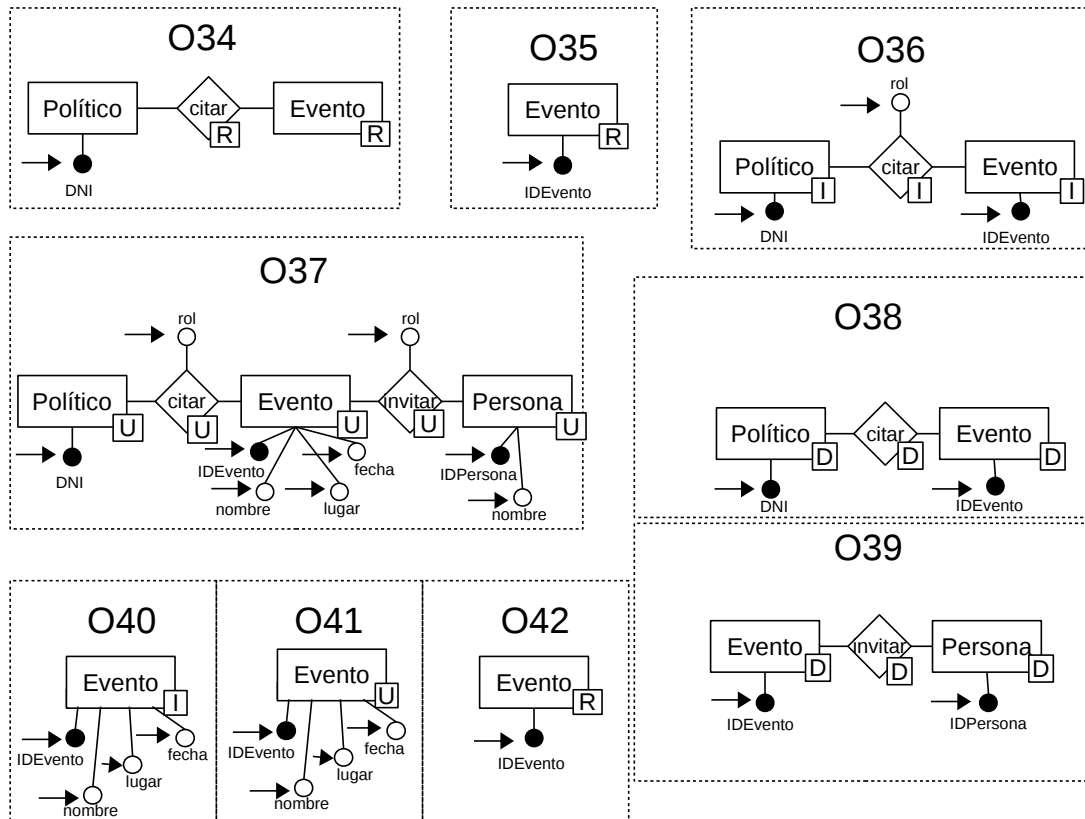 O34
Político
citar
Evento
R
R
DNI
O35
Evento
R
IDEvento
O36
rol
Político
citar
Evento
I
I
I
DNI
IDEvento
O37
rol
rol
Político
citar
Evento
invitar
Persona
U
U
U
U
U
DNI
IDEvento
fecha
IDPersona
nombre
lugar
nombre
O38
Político
citar
Evento
D
D
D
DNI
IDEvento
O39
Evento
invitar
Persona
D
D
D
IDEvento
IDPersona
O40
Evento
I
IDEvento
fecha
lugar
nombre
O41
Evento
U
IDEvento
fecha
lugar
nombre
O42
Evento
R
IDEvento